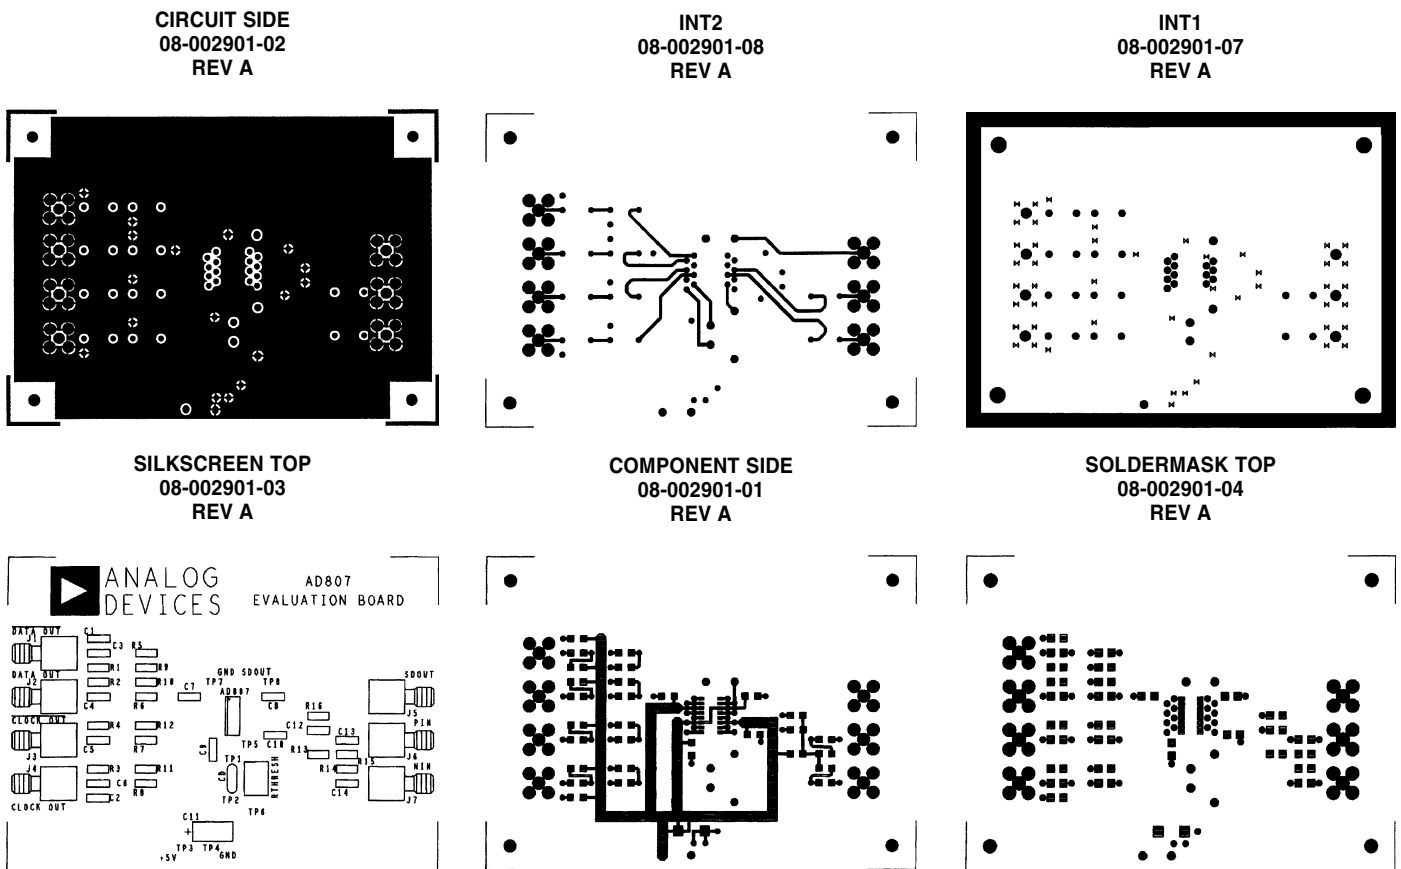 CIRCUIT SIDE
08-002901-02
REV A
INT2
08-002901-08
REV A
INT1
08-002901-07
REV A
SILKSCREEN TOP
08-002901-03
REV A
COMPONENT SIDE
08-002901-01
REV A
SOLDERMASK TOP
08-002901-04
REV A
ANALOG
DEVICES
AD807
EVALUATION BOARD
DATA OUT
J1
C1
C3
R5
R1
R9
DATA OUT
J2
R2
R10
C4
R6
C7
GND SDOUT
TP7
TP8
AD807
C8
SDOUT
J5
CLOCK OUT
J3
R4
R12
C5
R7
R16
C12
C13
PIN
J6
TP5
C10
C9
R13
R15
J4
R3
R11
C6
R8
C2
CLOCK OUT
TP1
CD
TP2
RTHRESH
TP6
R14
C14
NIN
J7
C11
+
TP3 TP4
+5V
GND